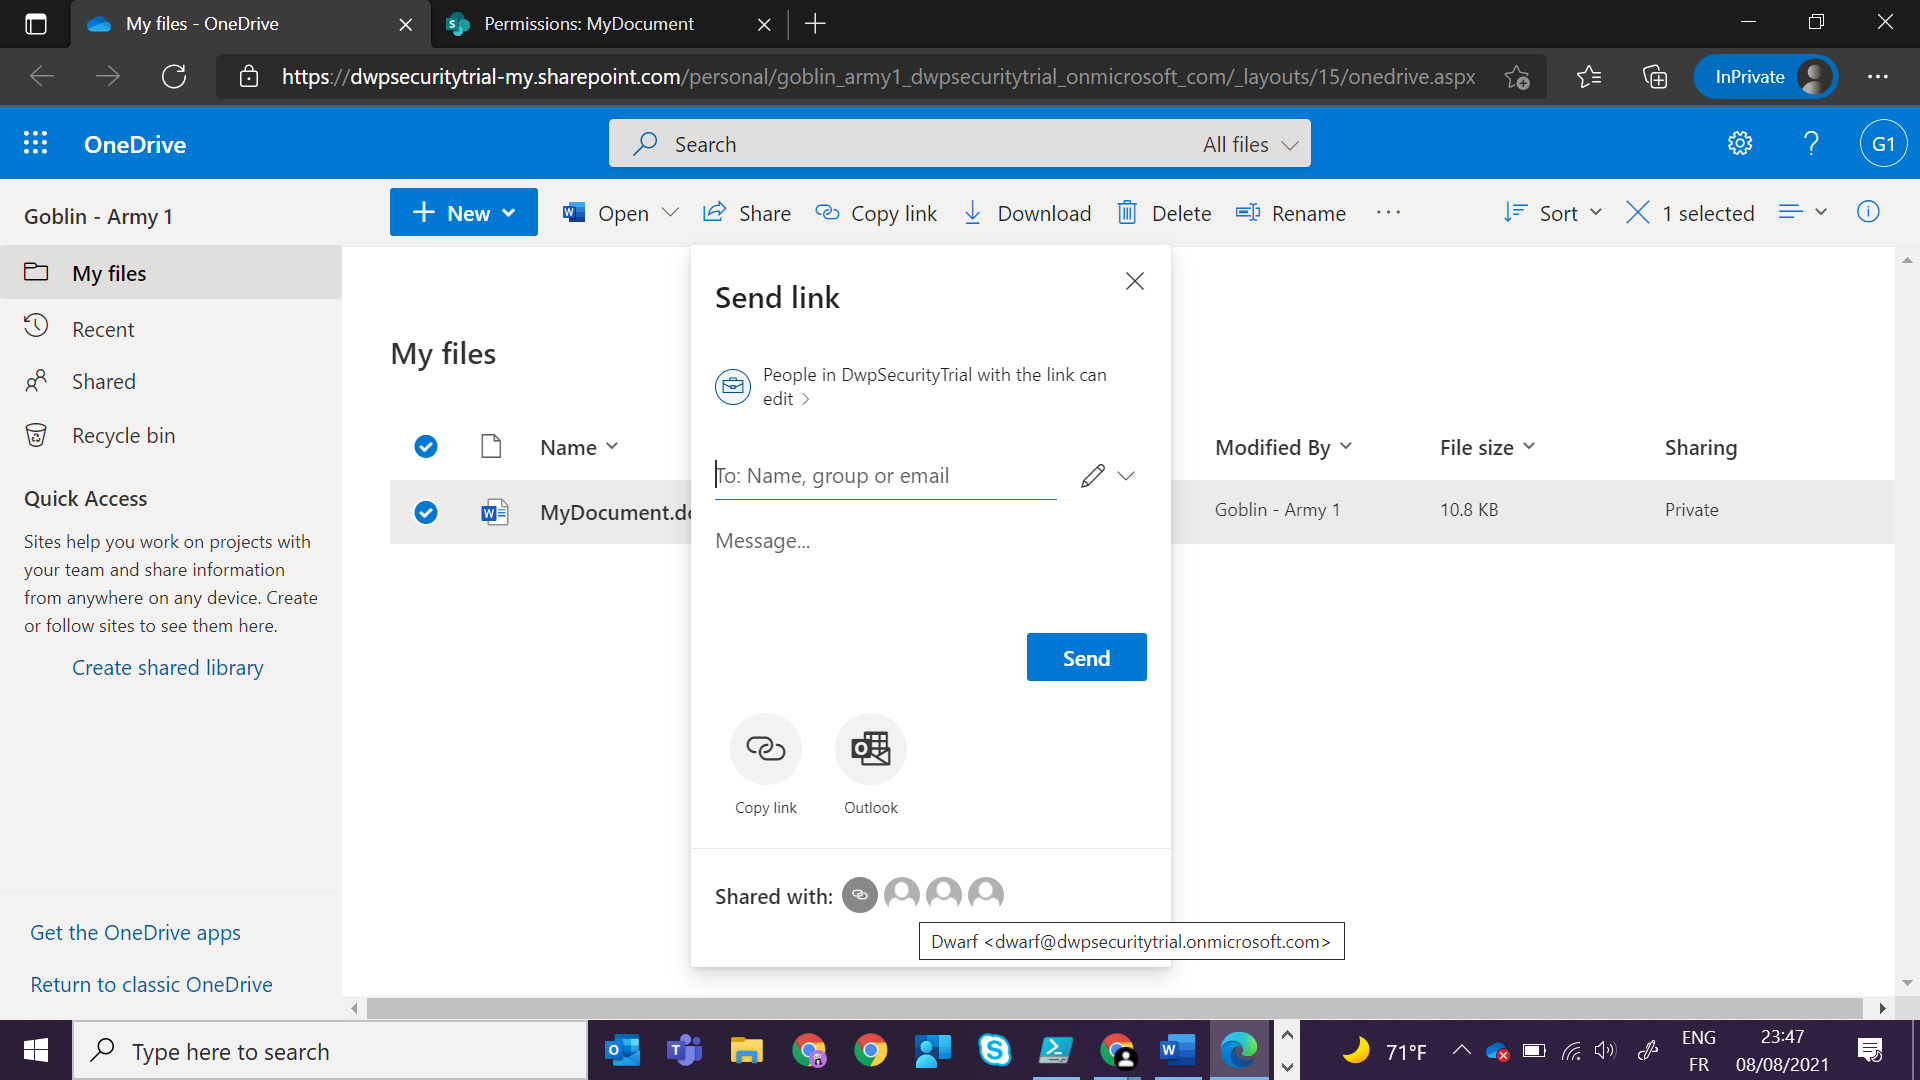 My files - OneDrive
Permissions: MyDocument
https://dwpsecuritytrial-my.sharepoint.com/personal/goblin_army1_dwpsecuritytrial_onmicrosoft_com/_layouts/15/onedrive.aspx
InPrivate
OneDrive
Search
All files
G1
Goblin - Army 1
New
Open
Share
Copy link
Download
Delete
Rename
Sort
1 selected
My files
Recent
Shared
Recycle bin
Quick Access
Sites help you work on projects with
your team and share information
from anywhere on any device. Create
or follow sites to see them here.
Create shared library
Get the OneDrive apps
Return to classic OneDrive
My files
Name
Modified By
File size
Sharing
MyDocument.do
Goblin - Army 1
10.8 KB
Private
Send link
People in DwpSecurityTrial with the link can
edit
To: Name, group or email
Message...
Send
Copy link
Outlook
Shared with:
Dwarf <dwarf@dwpsecuritytrial.onmicrosoft.com>
Type here to search
71°F
ENG
FR
23:47
08/08/2021